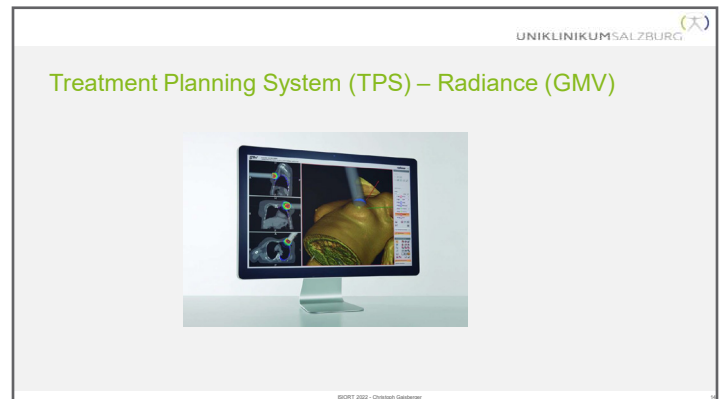 UNIKLINIKUMSALZBURG
Treatment Planning System (TPS) – Radiance (GMV)
ISIORT 2022 - Christoph Gaisberger